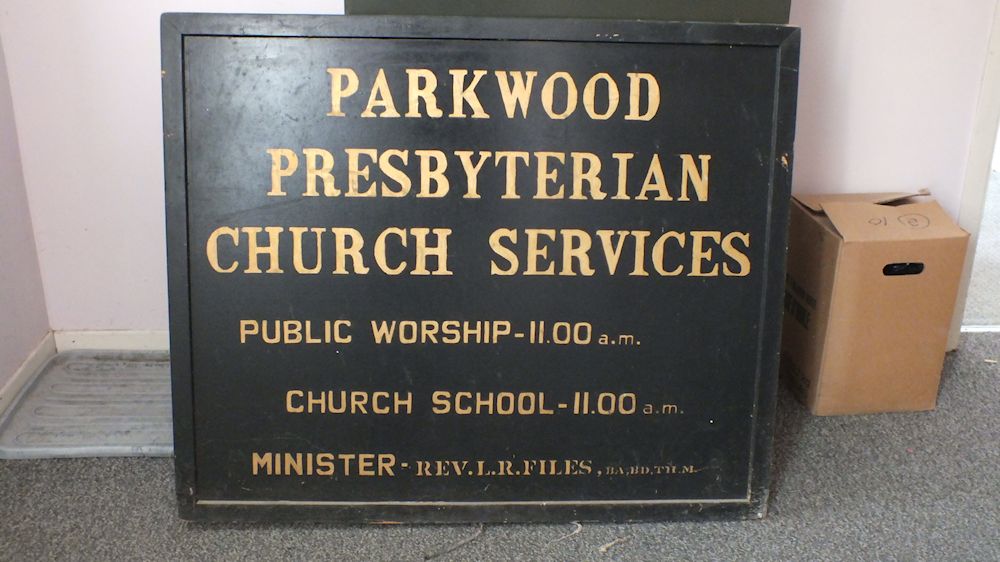 PARKWOOD
PRESBYTERIAN
CHURCH SERVICES
PUBLIC WORSHIP-11.00 a.m.
CHURCH SCHOOL-11.00 a.m.
MINISTER- REV. L.R. FILES, BA, BD, TH.M.